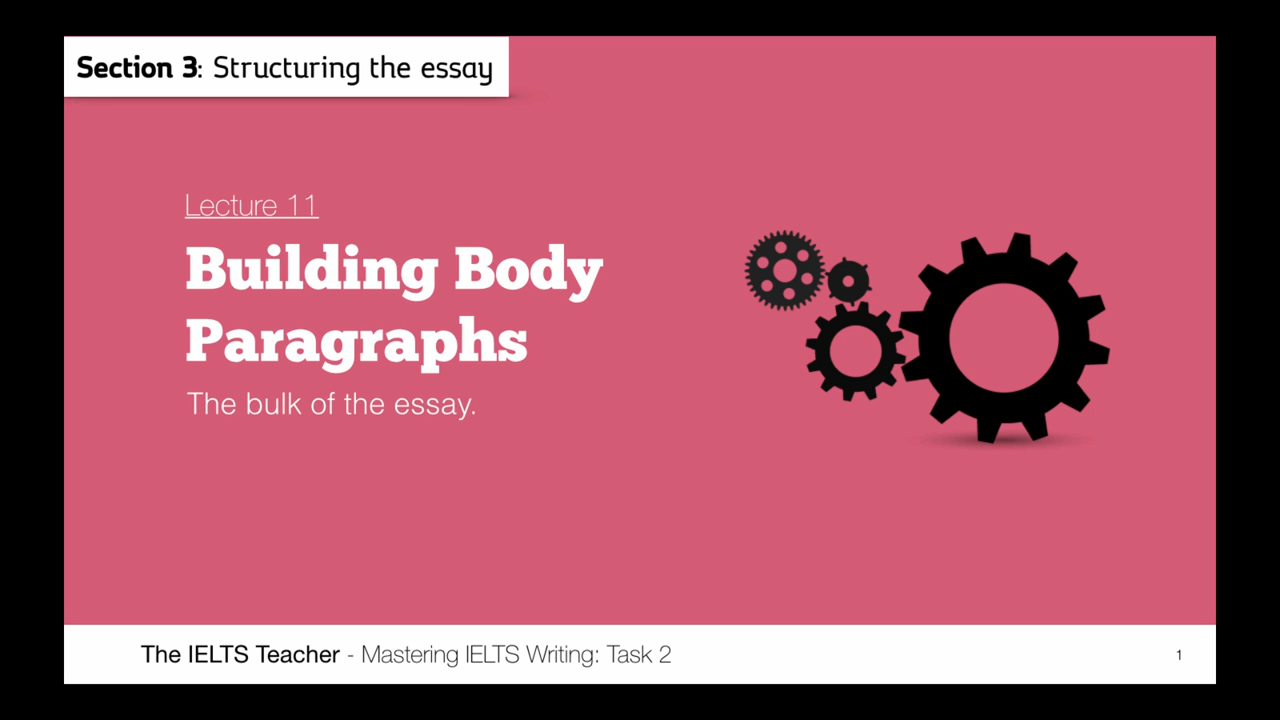 Section 3: Structuring the essay
Lecture 11
Building Body
Paragraphs
The bulk of the essay.
The IELTS Teacher - Mastering IELTS Writing: Task 2
1